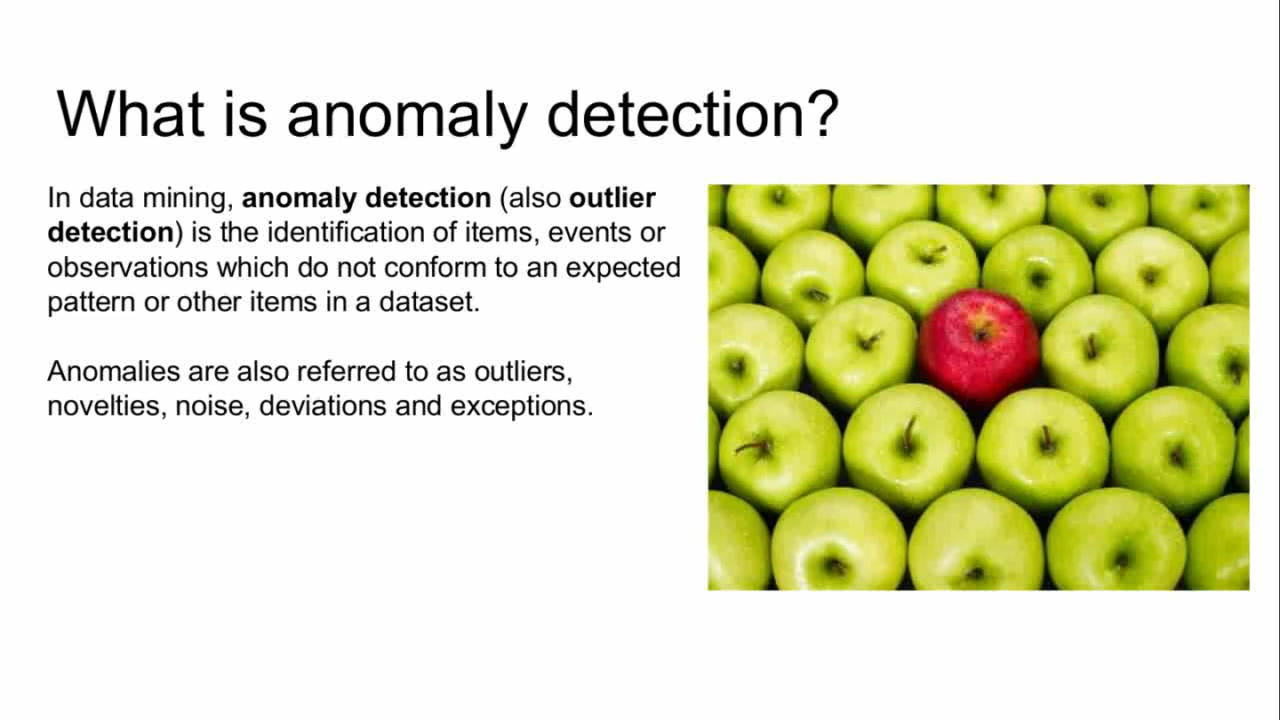 What is anomaly detection?
In data mining, anomaly detection (also outlier
detection) is the identification of items, events or
observations which do not conform to an expected
pattern or other items in a dataset.
Anomalies are also referred to as outliers,
novelties, noise, deviations and exceptions.